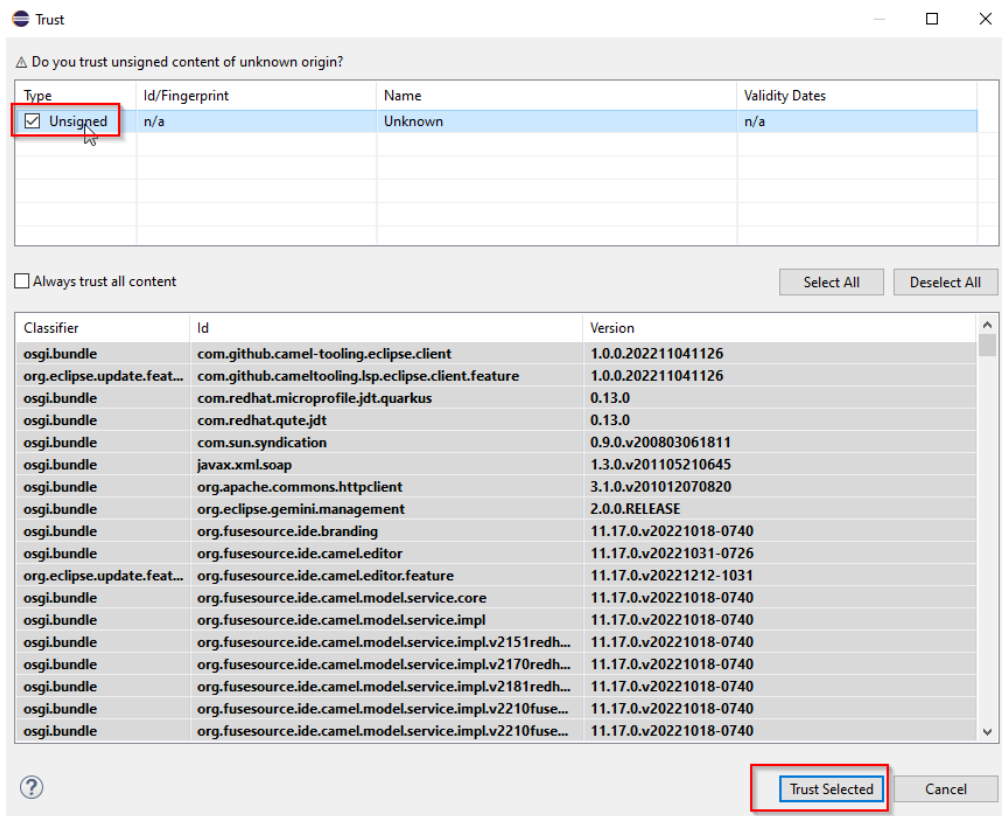 Trust
Do you trust unsigned content of unknown origin?
Type Id/Fingerprint Name Validity Dates
Unsigned n/a Unknown n/a
Always trust all content Select All Deselect All
Classifier Id Version
osgi.bundle com.github.camel-tooling.eclipse.client 1.0.0.202211041126
org.eclipse.update.feat... com.github.cameltooling.lsp.eclipse.client.feature 1.0.0.202211041126
osgi.bundle com.redhat.microprofile.jdt.quarkus 0.13.0
osgi.bundle com.redhat.qute.jdt 0.13.0
osgi.bundle com.sun.syndication 0.9.0.v200803061811
osgi.bundle javax.xml.soap 1.3.0.v201105210645
osgi.bundle org.apache.commons.httpclient 3.1.0.v201012070820
osgi.bundle org.eclipse.gemini.management 2.0.0.RELEASE
osgi.bundle org.fusesource.ide.branding 11.17.0.v20221018-0740
osgi.bundle org.fusesource.ide.camel.editor 11.17.0.v20221031-0726
org.eclipse.update.feat... org.fusesource.ide.camel.editor.feature 11.17.0.v20221212-1031
osgi.bundle org.fusesource.ide.camel.model.service.core 11.17.0.v20221018-0740
osgi.bundle org.fusesource.ide.camel.model.service.impl 11.17.0.v20221018-0740
osgi.bundle org.fusesource.ide.camel.model.service.impl.v2151redh... 11.17.0.v20221018-0740
osgi.bundle org.fusesource.ide.camel.model.service.impl.v2170redh... 11.17.0.v20221018-0740
osgi.bundle org.fusesource.ide.camel.model.service.impl.v2181redh... 11.17.0.v20221018-0740
osgi.bundle org.fusesource.ide.camel.model.service.impl.v2210fuse... 11.17.0.v20221018-0740
osgi.bundle org.fusesource.ide.camel.model.service.impl.v2210fuse... 11.17.0.v20221018-0740
Trust Selected Cancel